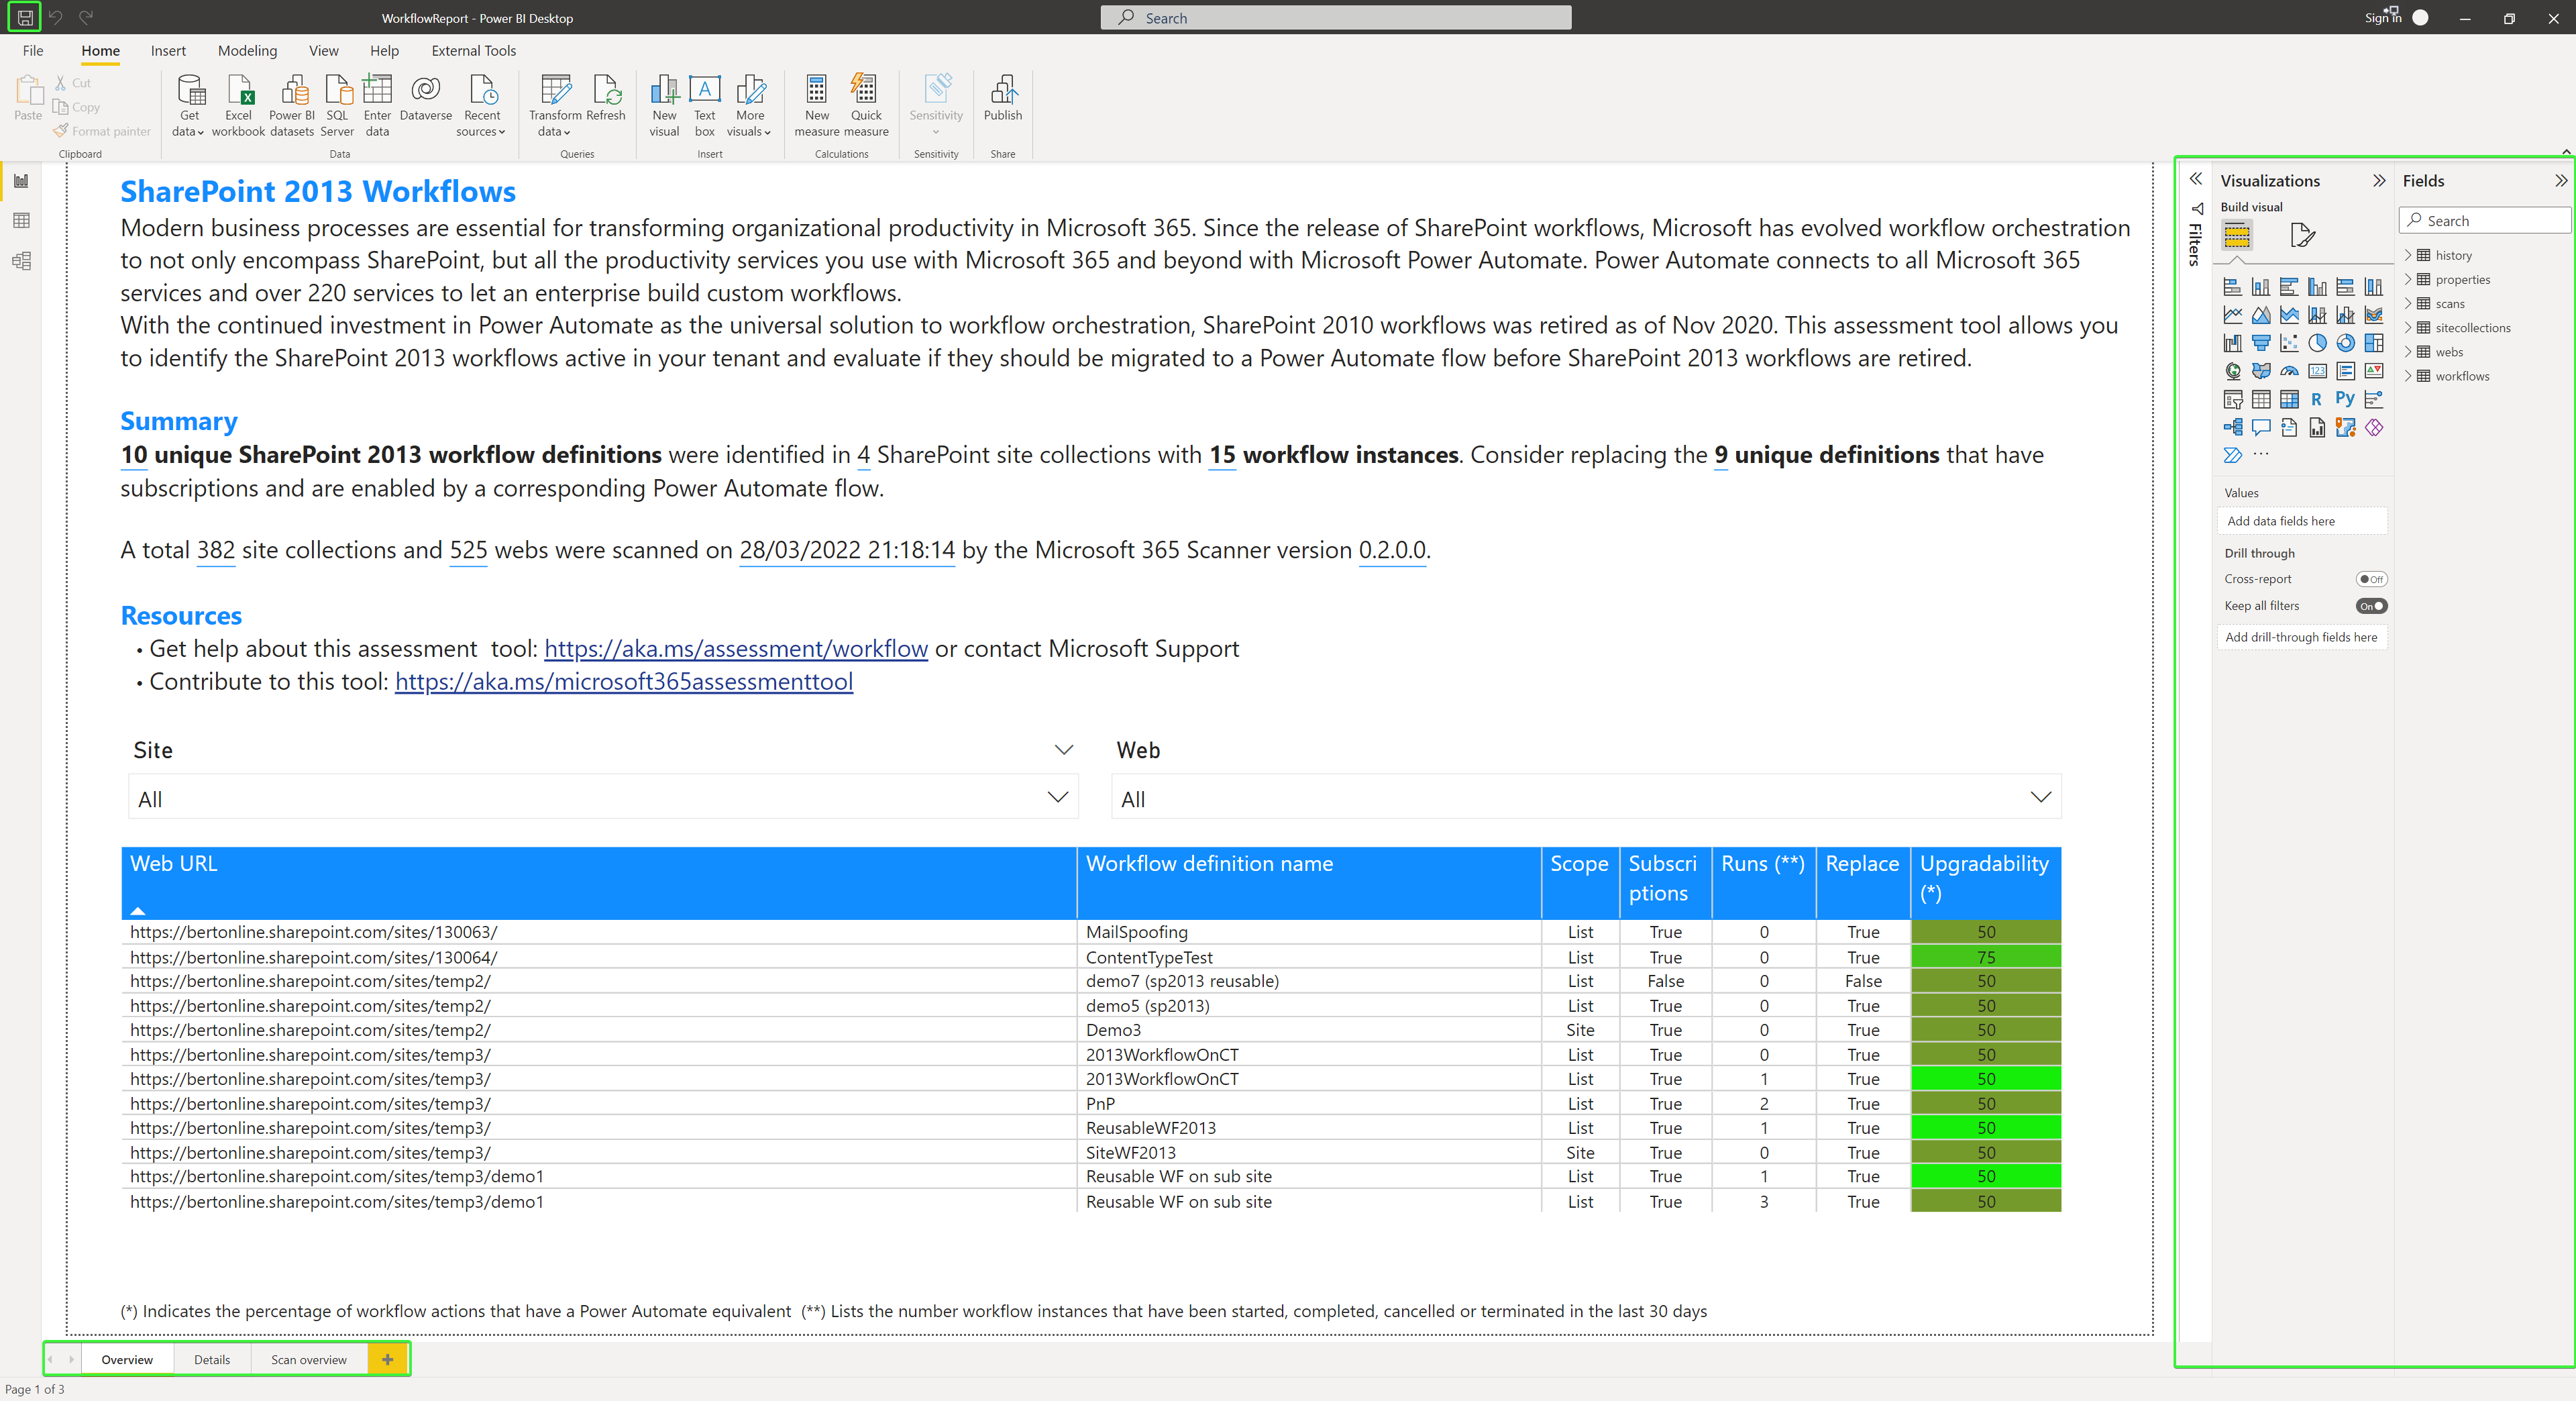 WorkflowReport - Power BI Desktop
Search
Sign in
File Home Insert Modeling View Help External Tools
Paste
Cut
Copy
Format painter
Clipboard
Get data
Excel workbook
Power BI datasets
SQL Server
Enter data
Dataverse
Recent sources
Data
Transform data
Refresh
Queries
New visual
Text box
More visuals
Insert
New measure
Quick measure
Calculations
Sensitivity
Sensitivity
Publish
Share
SharePoint 2013 Workflows
Modern business processes are essential for transforming organizational productivity in Microsoft 365. Since the release of SharePoint workflows, Microsoft has evolved workflow orchestration
to not only encompass SharePoint, but all the productivity services you use with Microsoft 365 and beyond with Microsoft Power Automate. Power Automate connects to all Microsoft 365
services and over 220 services to let an enterprise build custom workflows.
With the continued investment in Power Automate as the universal solution to workflow orchestration, SharePoint 2010 workflows was retired as of Nov 2020. This assessment tool allows you
to identify the SharePoint 2013 workflows active in your tenant and evaluate if they should be migrated to a Power Automate flow before SharePoint 2013 workflows are retired.
Summary
10 unique SharePoint 2013 workflow definitions were identified in 4 SharePoint site collections with 15 workflow instances. Consider replacing the 9 unique definitions that have
subscriptions and are enabled by a corresponding Power Automate flow.
A total 382 site collections and 525 webs were scanned on 28/03/2022 21:18:14 by the Microsoft 365 Scanner version 0.2.0.0.
Resources
• Get help about this assessment tool: https://aka.ms/assessment/workflow or contact Microsoft Support
• Contribute to this tool: https://aka.ms/microsoft365assessmenttool
Site
All
Web
All
Web URL Workflow definition name Scope Subscri Runs (**) Replace Upgradability
ptions (*)
https://bertonline.sharepoint.com/sites/130063/ MailSpoofing List True 0 True 50
https://bertonline.sharepoint.com/sites/130064/ ContentTypeTest List True 0 True 75
https://bertonline.sharepoint.com/sites/temp2/ demo7 (sp2013 reusable) List False 0 False 50
https://bertonline.sharepoint.com/sites/temp2/ demo5 (sp2013) List True 0 True 50
https://bertonline.sharepoint.com/sites/temp2/ Demo3 Site True 0 True 50
https://bertonline.sharepoint.com/sites/temp3/ 2013WorkflowOnCT List True 0 True 50
https://bertonline.sharepoint.com/sites/temp3/ 2013WorkflowOnCT List True 1 True 50
https://bertonline.sharepoint.com/sites/temp3/ PnP List True 2 True 50
https://bertonline.sharepoint.com/sites/temp3/ ReusableWF2013 List True 1 True 50
https://bertonline.sharepoint.com/sites/temp3/ SiteWF2013 Site True 0 True 50
https://bertonline.sharepoint.com/sites/temp3/demo1 Reusable WF on sub site List True 1 True 50
https://bertonline.sharepoint.com/sites/temp3/demo1 Reusable WF on sub site List True 3 True 50
(*) Indicates the percentage of workflow actions that have a Power Automate equivalent (**) Lists the number workflow instances that have been started, completed, cancelled or terminated in the last 30 days
Filters
Visualizations
Build visual
123
R Py
...
Values
Add data fields here
Drill through
Cross-report Off
Keep all filters On
Add drill-through fields here
Fields
Search
history
properties
scans
sitecollections
webs
workflows
Overview Details Scan overview +
Page 1 of 3